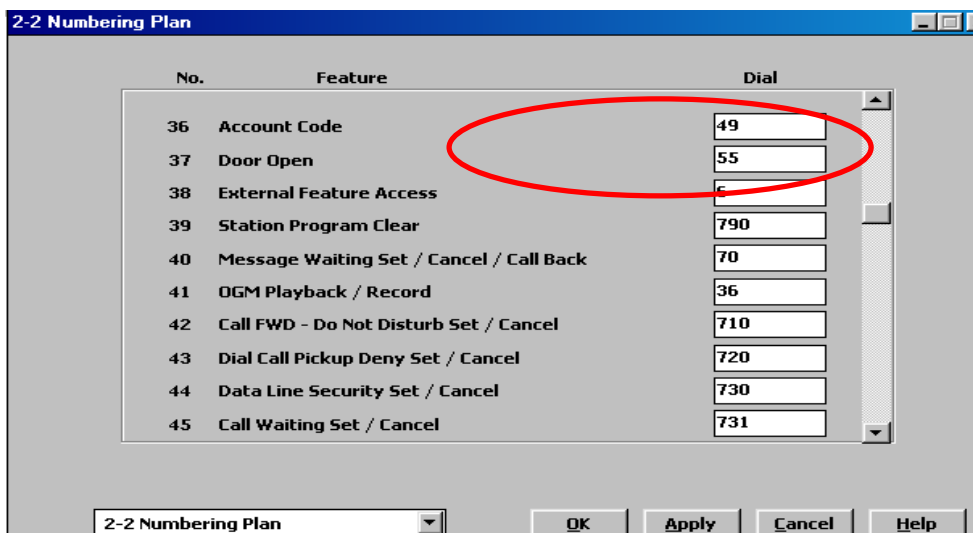 2-2 Numbering Plan
No. Feature Dial
36 Account Code 49
37 Door Open 55
38 External Feature Access 6
39 Station Program Clear 790
40 Message Waiting Set / Cancel / Call Back 70
41 OGM Playback / Record 36
42 Call FWD - Do Not Disturb Set / Cancel 710
43 Dial Call Pickup Deny Set / Cancel 720
44 Data Line Security Set / Cancel 730
45 Call Waiting Set / Cancel 731
2-2 Numbering Plan OK Apply Cancel Help